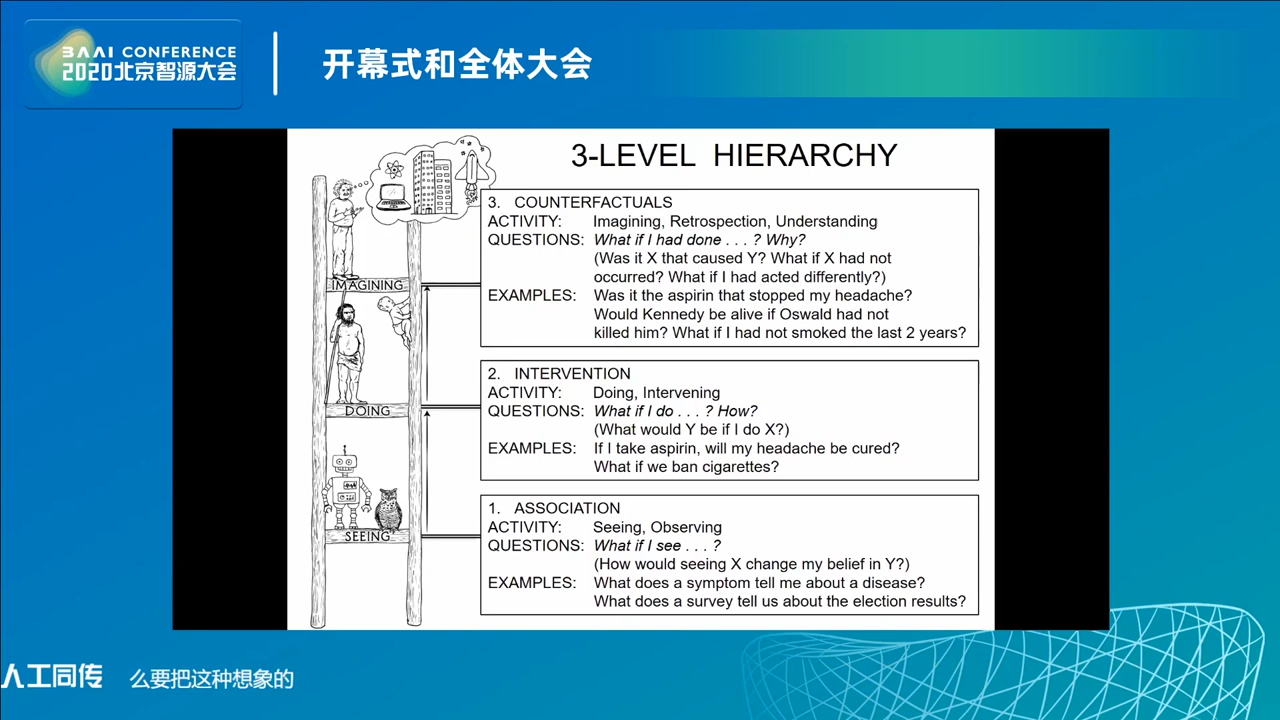 BAAI CONFERENCE
2020北京智源大会
开幕式和全体大会
3-LEVEL HIERARCHY
3. COUNTERFACTUALS
ACTIVITY: Imagining, Retrospection, Understanding
QUESTIONS: What if I had done . . . ? Why?
(Was it X that caused Y? What if X had not
occurred? What if I had acted differently?)
EXAMPLES: Was it the aspirin that stopped my headache?
Would Kennedy be alive if Oswald had not
killed him? What if I had not smoked the last 2 years?
IMAGINING
2. INTERVENTION
ACTIVITY: Doing, Intervening
QUESTIONS: What if I do . . . ? How?
(What would Y be if I do X?)
EXAMPLES: If I take aspirin, will my headache be cured?
What if we ban cigarettes?
DOING
1. ASSOCIATION
ACTIVITY: Seeing, Observing
QUESTIONS: What if I see . . . ?
(How would seeing X change my belief in Y?)
EXAMPLES: What does a symptom tell me about a disease?
What does a survey tell us about the election results?
SEEING
人工同传 么要把这种想象的